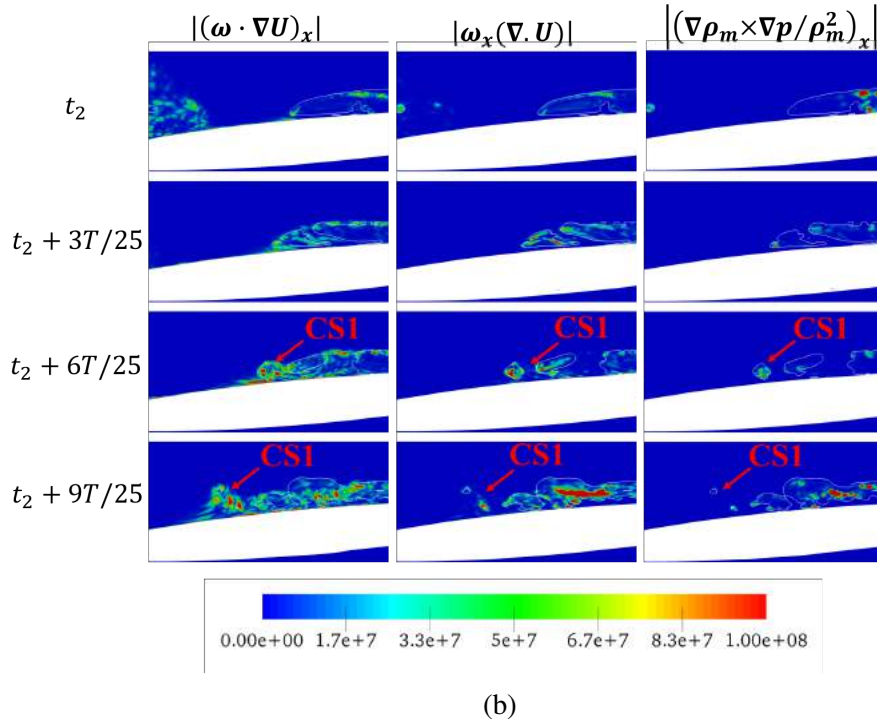 |(ω · ∇U)ₓ| |ωₓ(∇. U)| |(∇ρₘ×∇p/ρₘ²)ₓ|
t₂
t₂ + 3T/25
t₂ + 6T/25 CS1 CS1 CS1
t₂ + 9T/25 CS1 CS1 CS1
0.00e+00 1.7e+7 3.3e+7 5e+7 6.7e+7 8.3e+7 1.00e+08
(b)